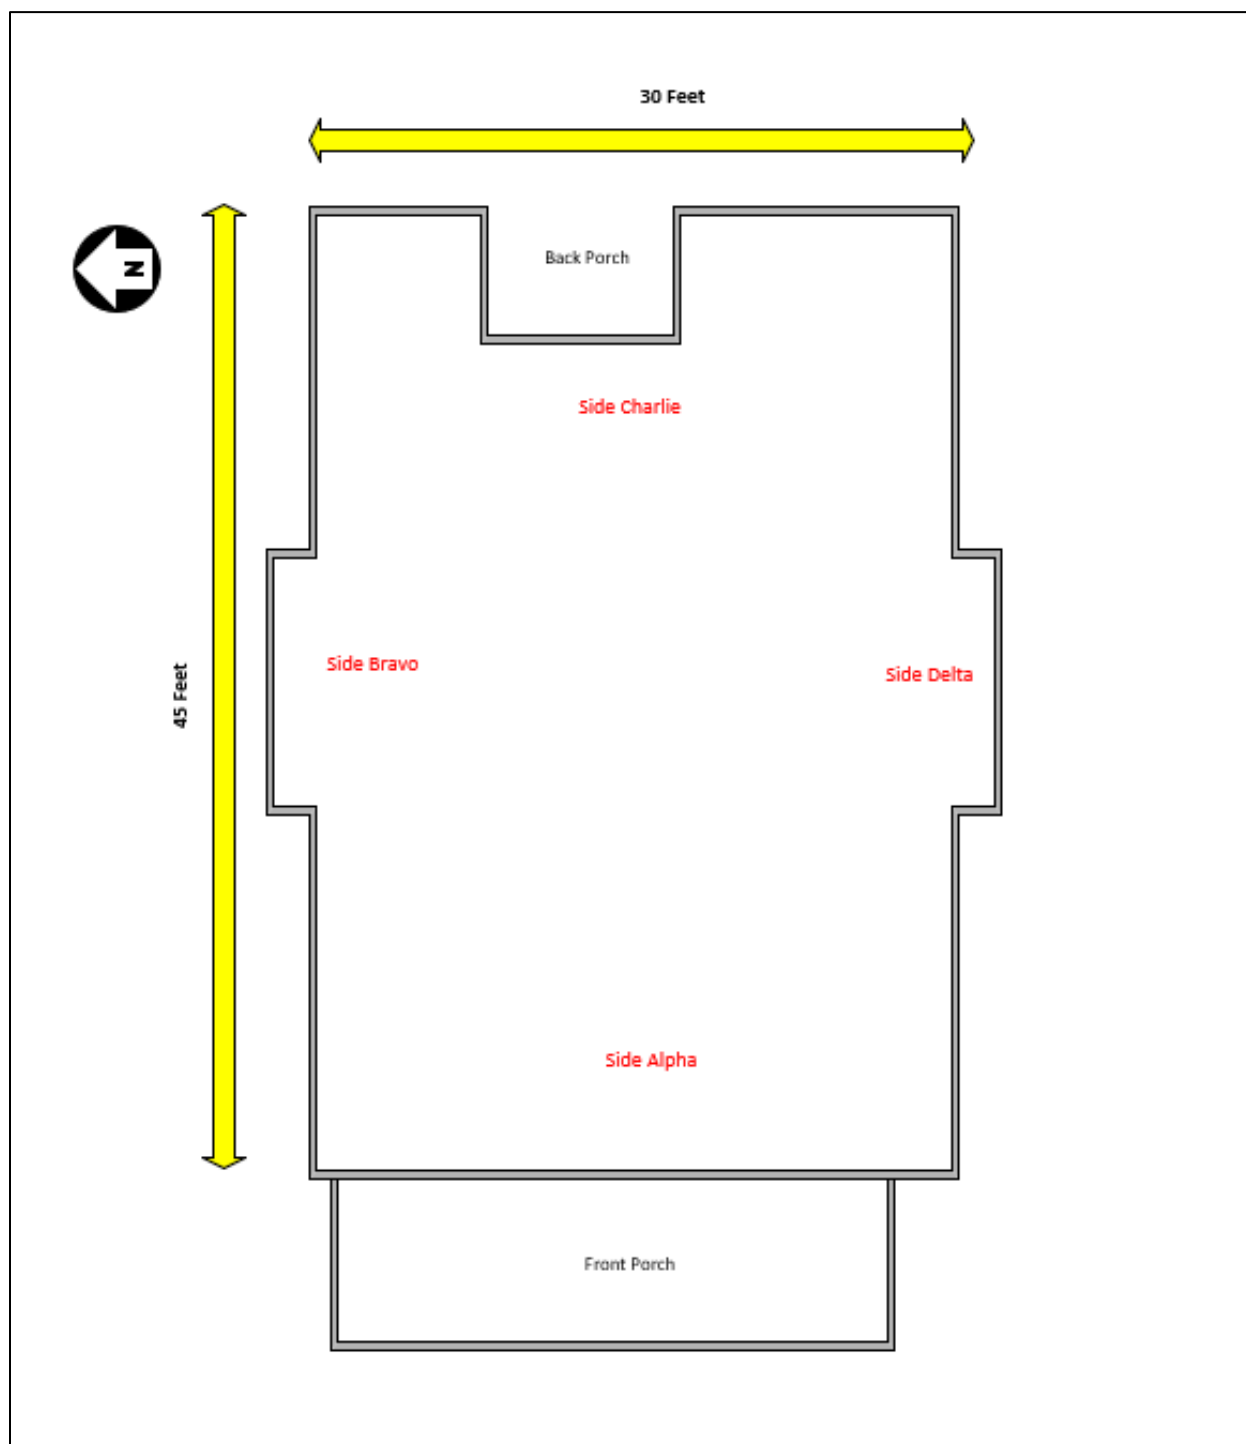 30 Feet
Back Porch
N
Side Charlie
Side Bravo
Side Delta
45 Feet
Side Alpha
Front Porch